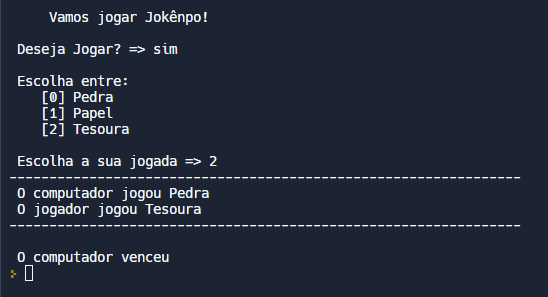 Vamos jogar Jokênpo!
Deseja Jogar? => sim
Escolha entre:
[0] Pedra
[1] Papel
[2] Tesoura
Escolha a sua jogada => 2
----------------------------------------------------------------
O computador jogou Pedra
O jogador jogou Tesoura
----------------------------------------------------------------
O computador venceu